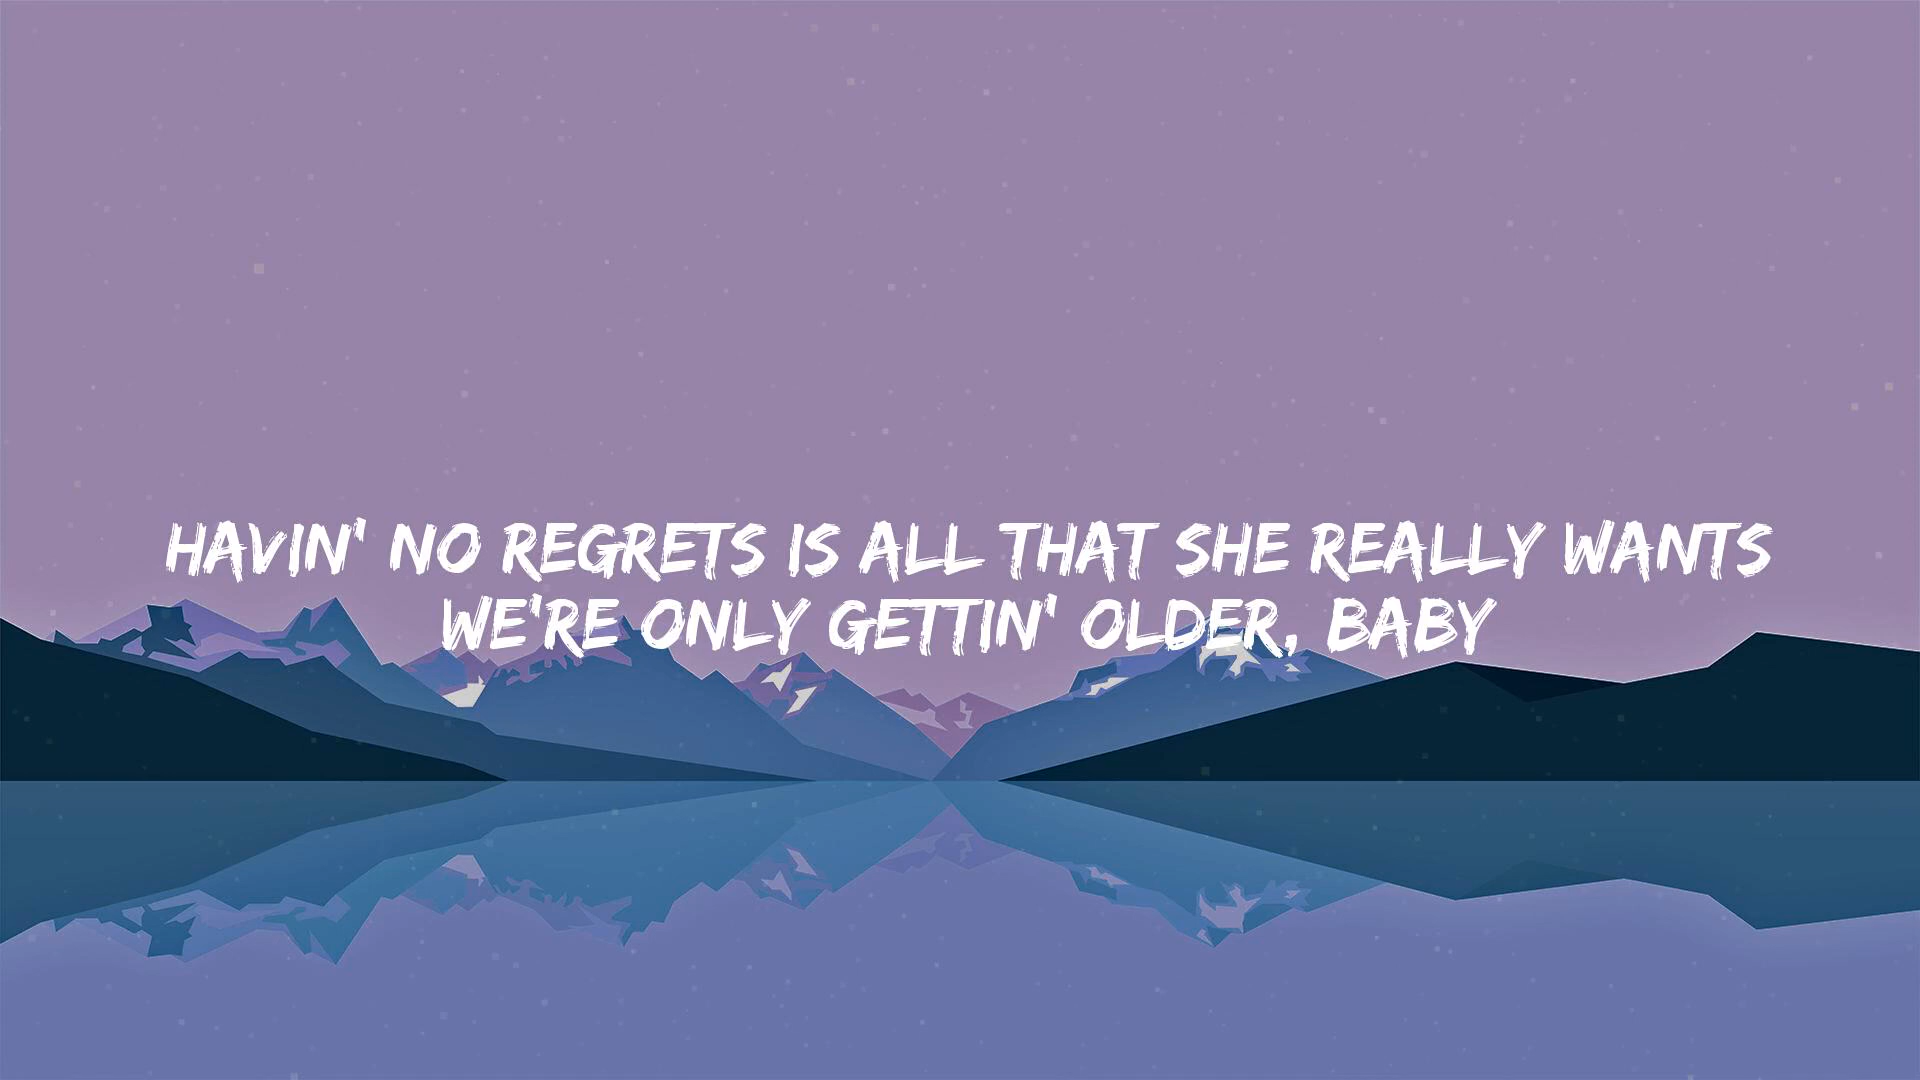 HAVIN' NO REGRETS IS ALL THAT SHE REALLY WANTS
WE'RE ONLY GETTIN' OLDER, BABY